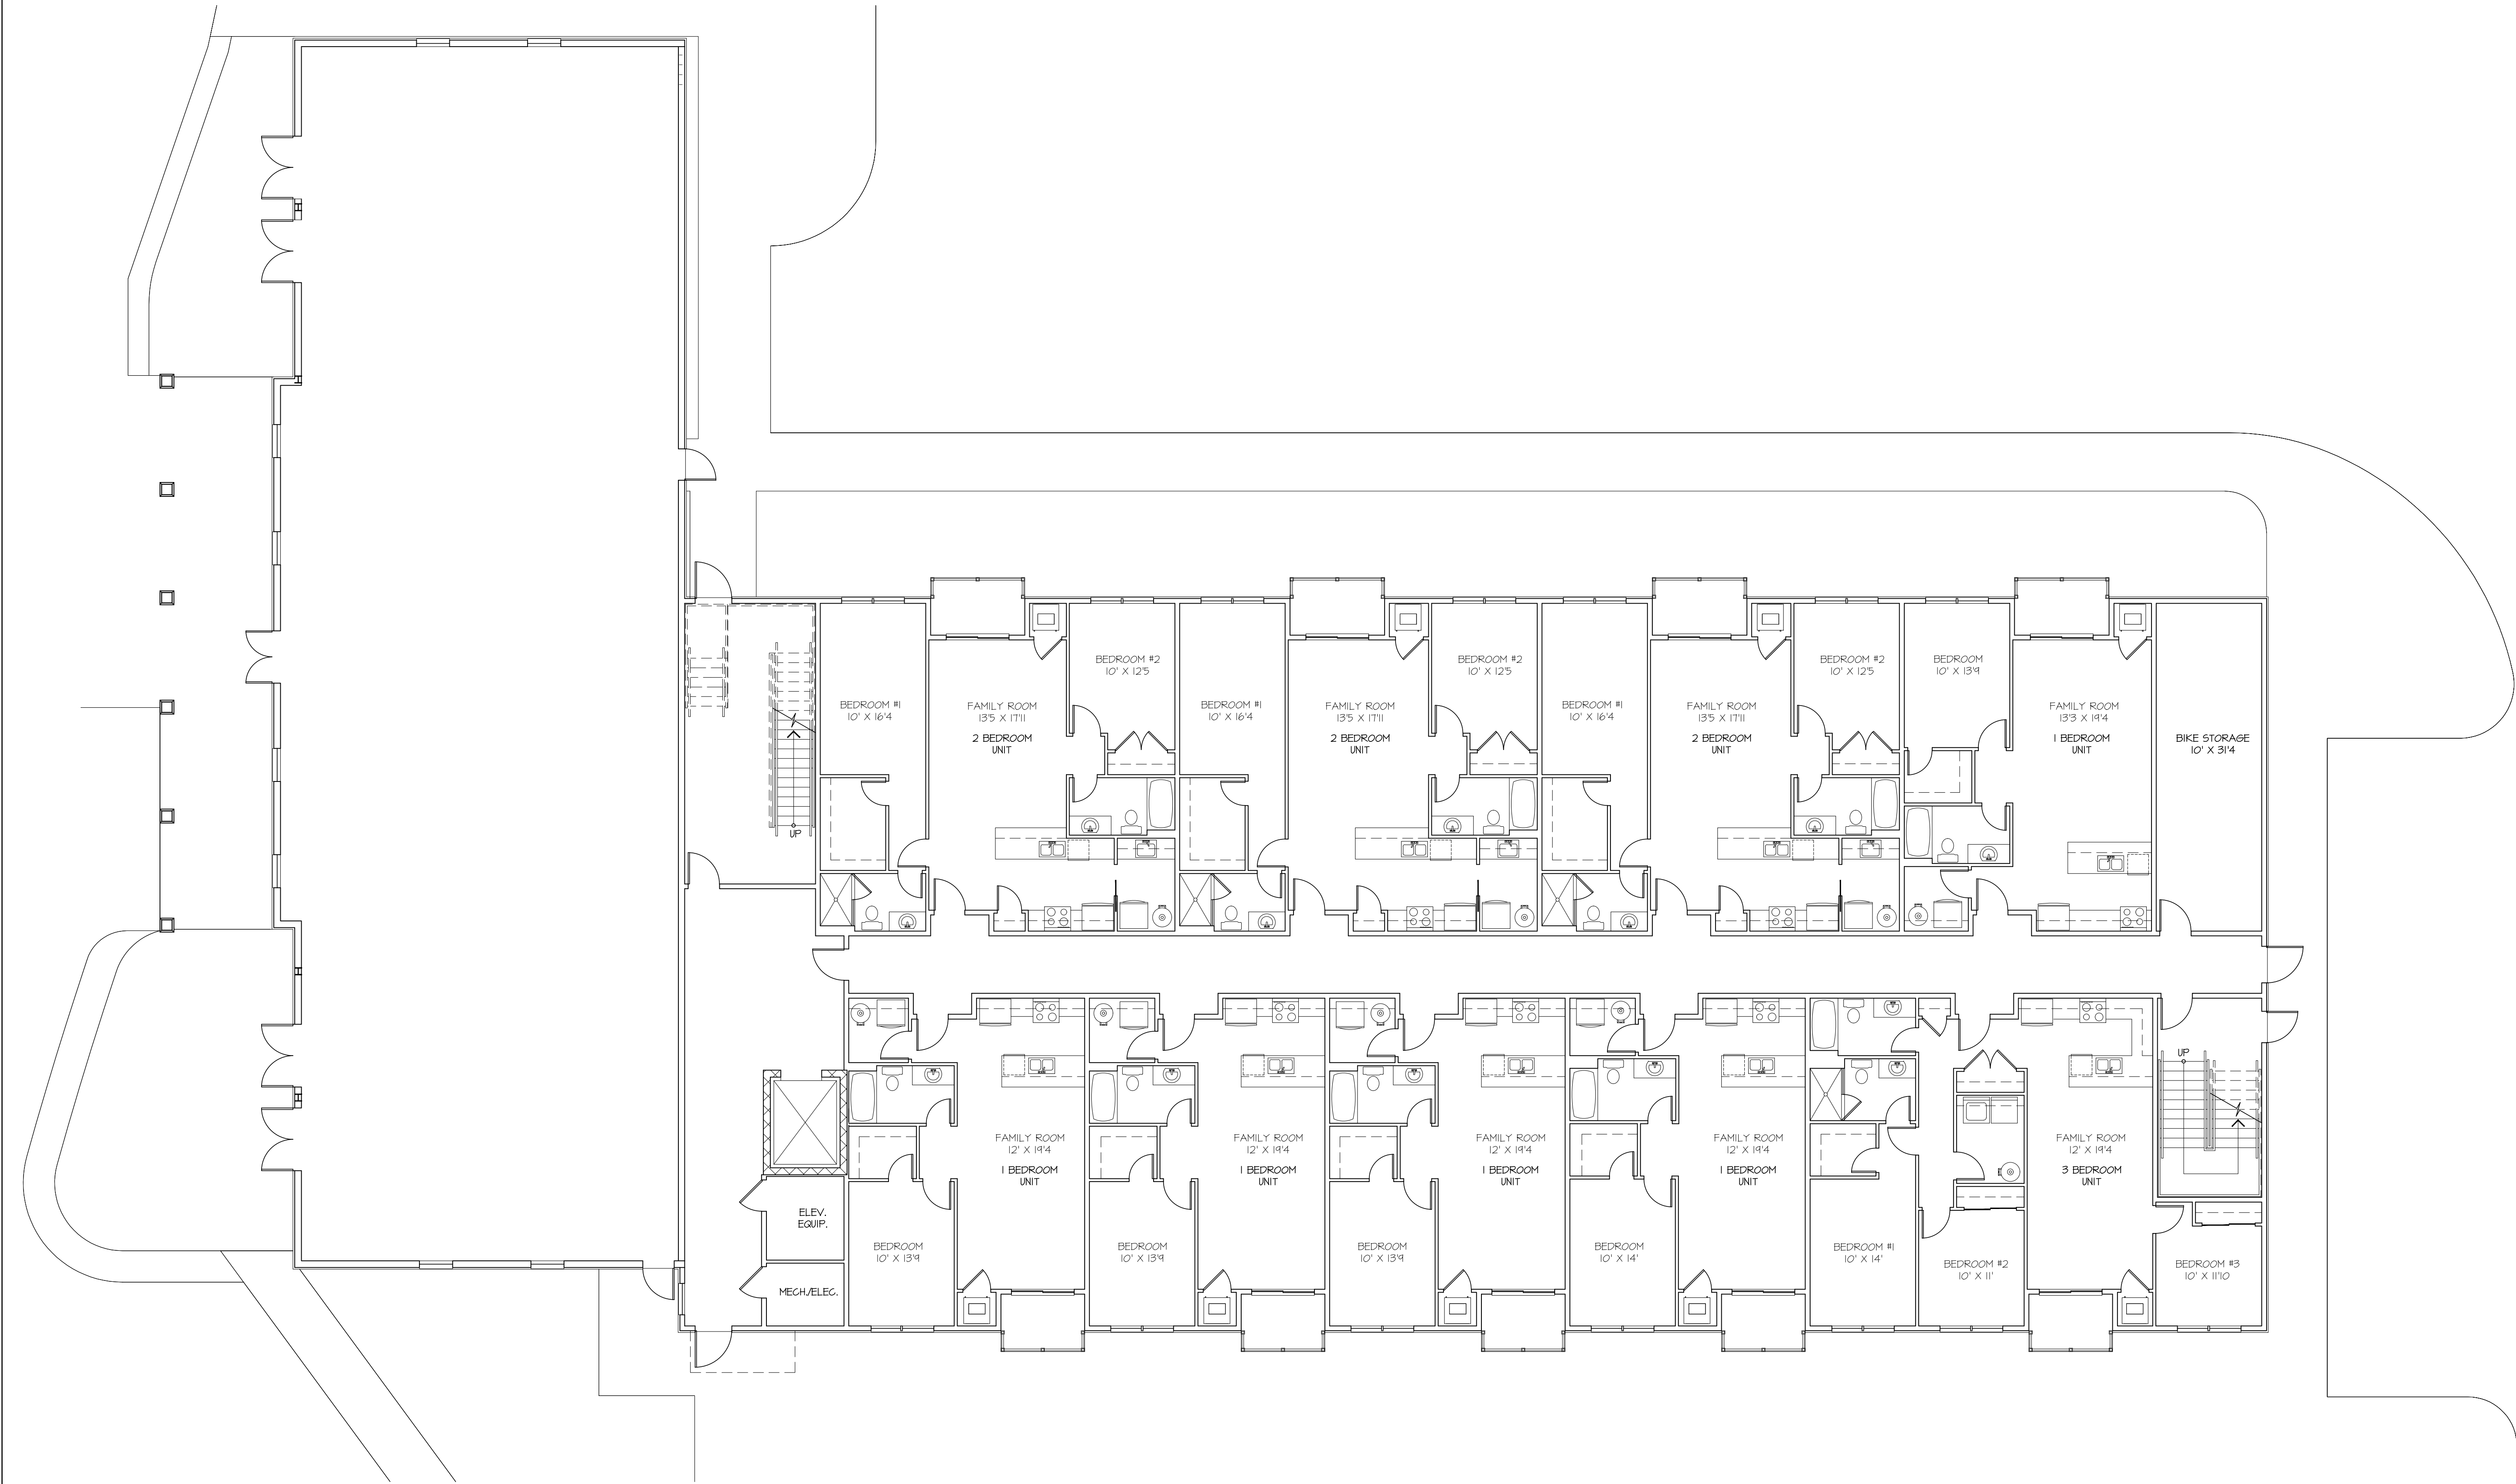 BEDROOM #1
10' X 16'4
FAMILY ROOM
13'5 X 17'11
2 BEDROOM
UNIT
BEDROOM #2
10' X 12'5
BEDROOM #1
10' X 16'4
FAMILY ROOM
13'5 X 17'11
2 BEDROOM
UNIT
BEDROOM #2
10' X 12'5
BEDROOM #1
10' X 16'4
FAMILY ROOM
13'5 X 17'11
2 BEDROOM
UNIT
BEDROOM #2
10' X 12'5
BEDROOM
10' X 13'9
FAMILY ROOM
13'3 X 19'4
1 BEDROOM
UNIT
BIKE STORAGE
10' X 31'4
UP
UP
ELEV.
EQUIP.
MECH./ELEC.
BEDROOM
10' X 13'9
FAMILY ROOM
12' X 19'4
1 BEDROOM
UNIT
BEDROOM
10' X 13'9
FAMILY ROOM
12' X 19'4
1 BEDROOM
UNIT
BEDROOM
10' X 13'9
FAMILY ROOM
12' X 19'4
1 BEDROOM
UNIT
BEDROOM
10' X 14'
FAMILY ROOM
12' X 19'4
1 BEDROOM
UNIT
BEDROOM #1
10' X 14'
BEDROOM #2
10' X 11'
FAMILY ROOM
12' X 19'4
3 BEDROOM
UNIT
BEDROOM #3
10' X 11'10